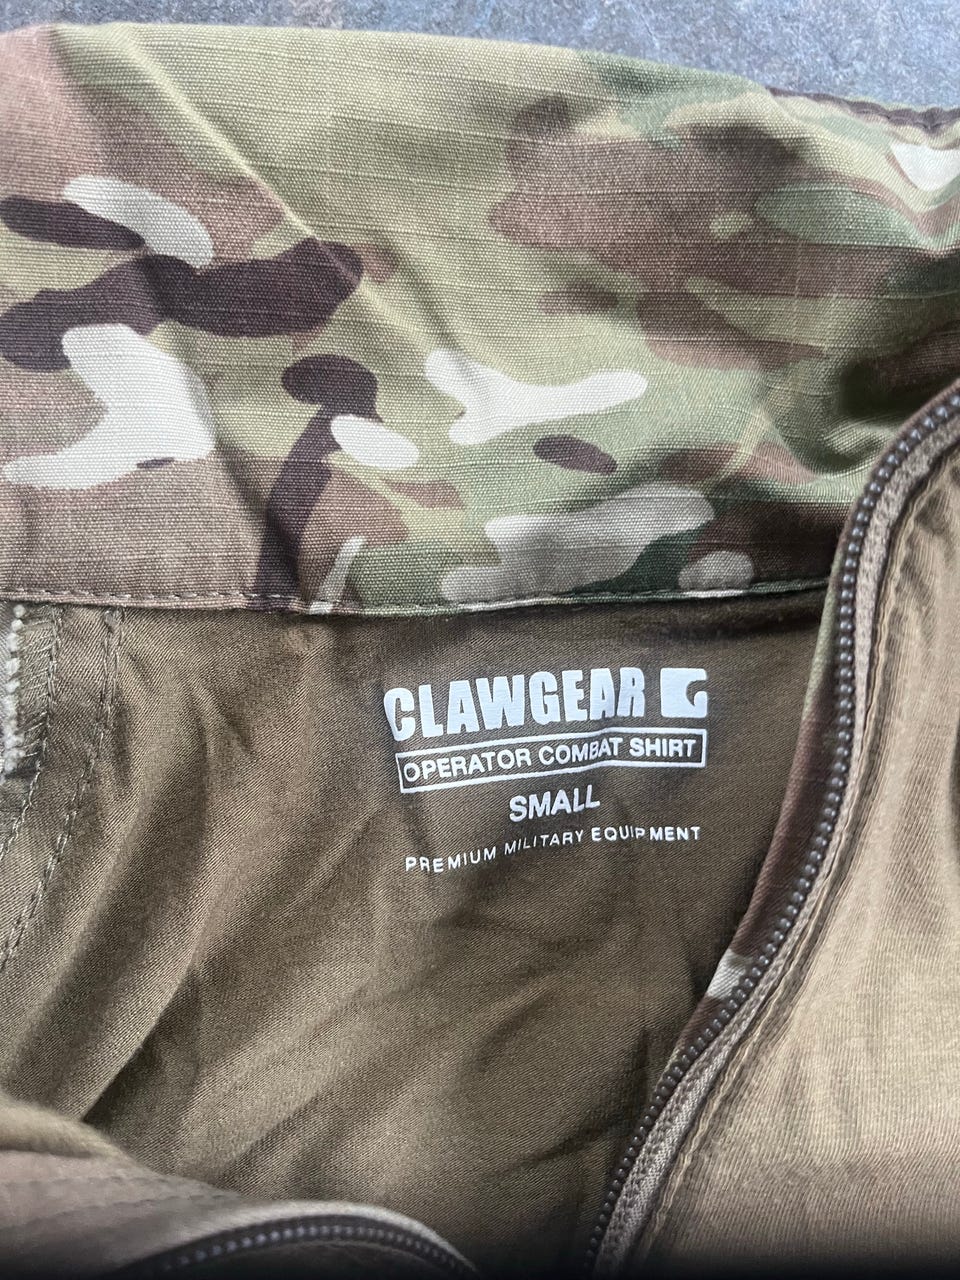 CLAWGEAR
OPERATOR COMBAT SHIRT
SMALL
PREMIUM MILITARY EQUIPMENT